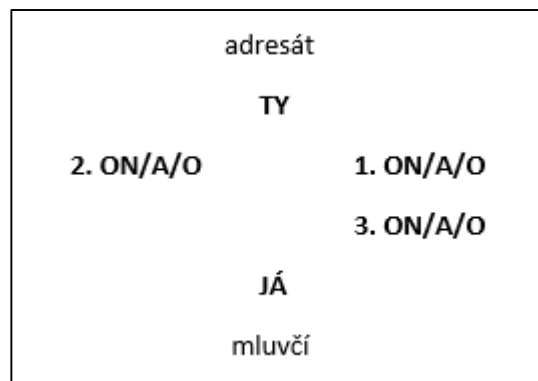 adresát
TY
2. ON/A/O 1. ON/A/O
3. ON/A/O
JÁ
mluvčí